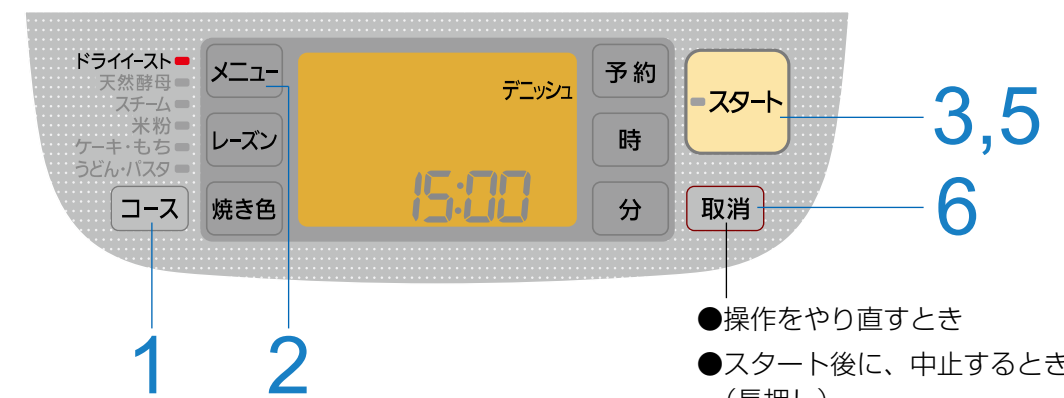 ドライイースト
天然酵母
スチーム
米粉
ケーキ・もち
うどん・パスタ
コース
メニュー
レーズン
焼き色
デニッシュ
15:00
予約
時
分
スタート
取消
3,5
6
1
2
●操作をやり直すとき
●スタート後に、中止するとき
（長押し）